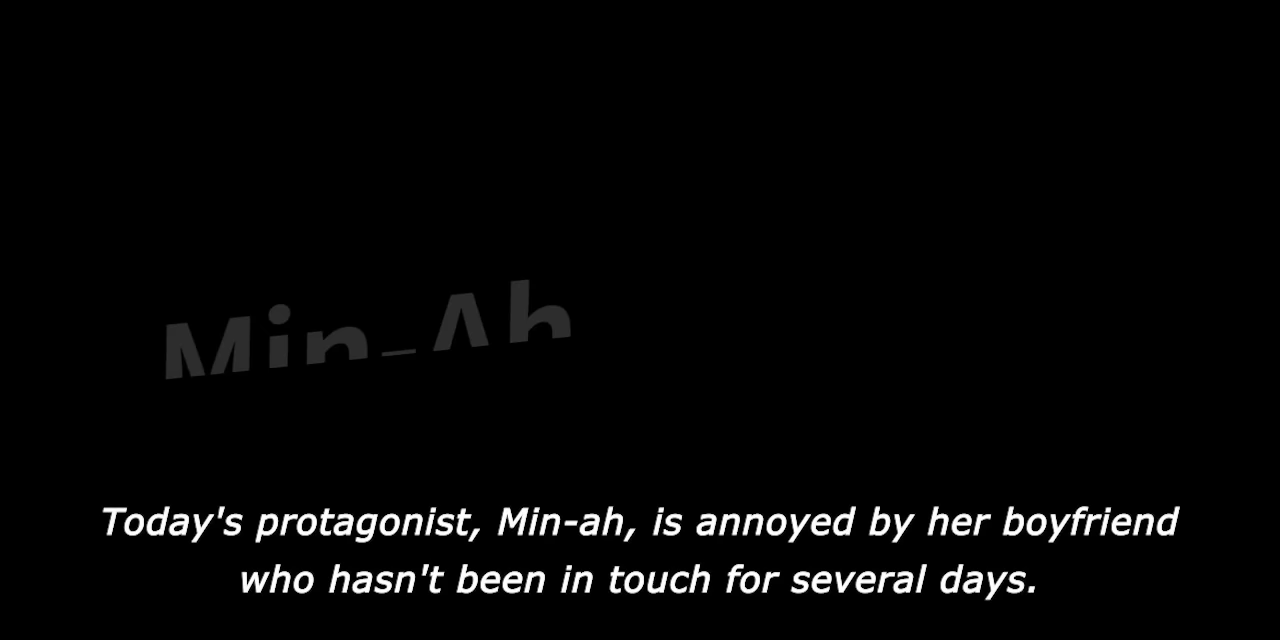 Min-Ah
Today's protagonist, Min-ah, is annoyed by her boyfriend
who hasn't been in touch for several days.